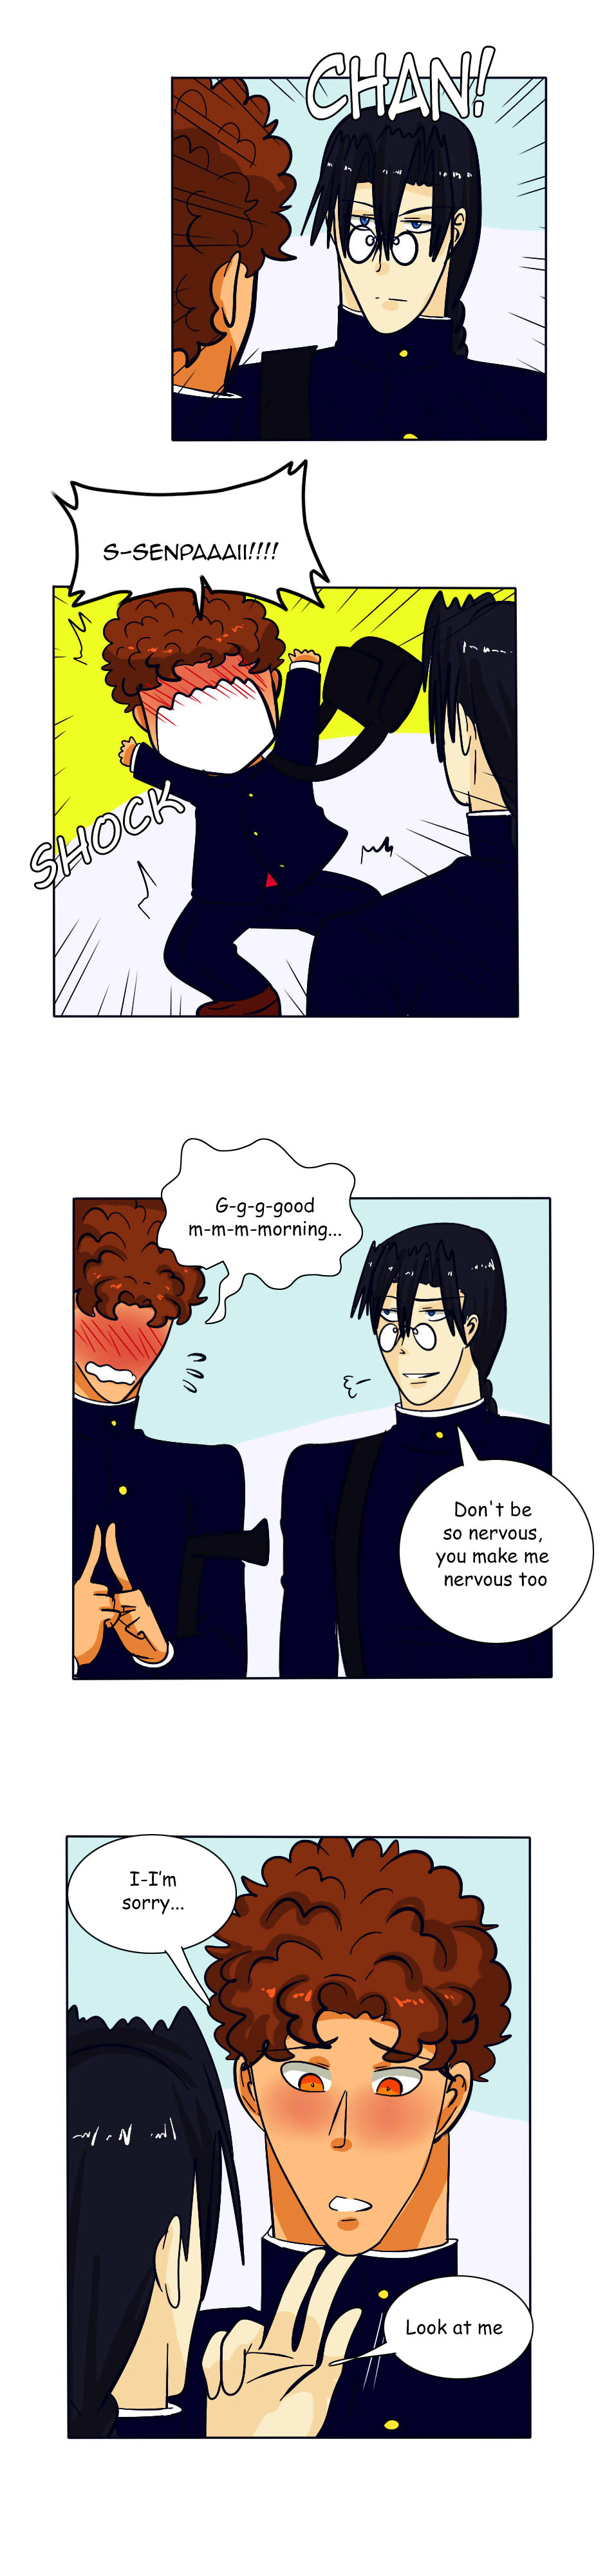 CHAN!
S-SENPAAAII!!!!
SHOCK
G-g-g-good
m-m-m-morning...
Don't be
so nervous,
you make me
nervous too
I-I'm
sorry...
Look at me